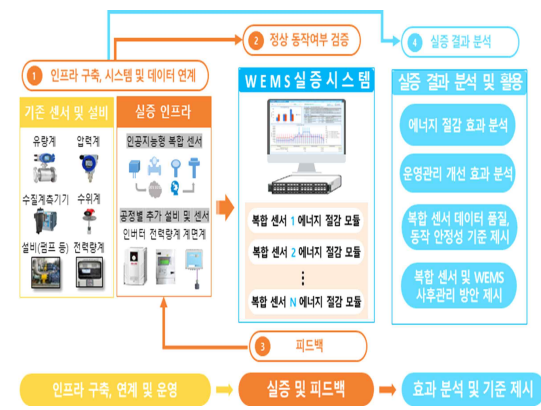 2 정상 동작여부 검증
4 실증 결과 분석
1 인프라 구축, 시스템 및 데이터 연계
기존 센서 및 설비
유량계 압력계
수질계측기기 수위계
설비(펌프 등) 전력량계
실증 인프라
인공지능형 복합 센서
공정별 추가 설비 및 센서
인버터 전력량계 계면계
WEMS실증시스템
복합 센서 1 에너지 절감 모듈
복합 센서 2 에너지 절감 모듈
⋮
복합 센서 N 에너지 절감 모듈
실증 결과 분석 및 활용
에너지 절감 효과 분석
운영관리 개선 효과 분석
복합 센서 데이터 품질,
동작 안정성 기준 제시
복합 센서 및 WEMS
사후관리 방안 제시
3 피드백
인프라 구축, 연계 및 운영
실증 및 피드백
효과 분석 및 기준 제시